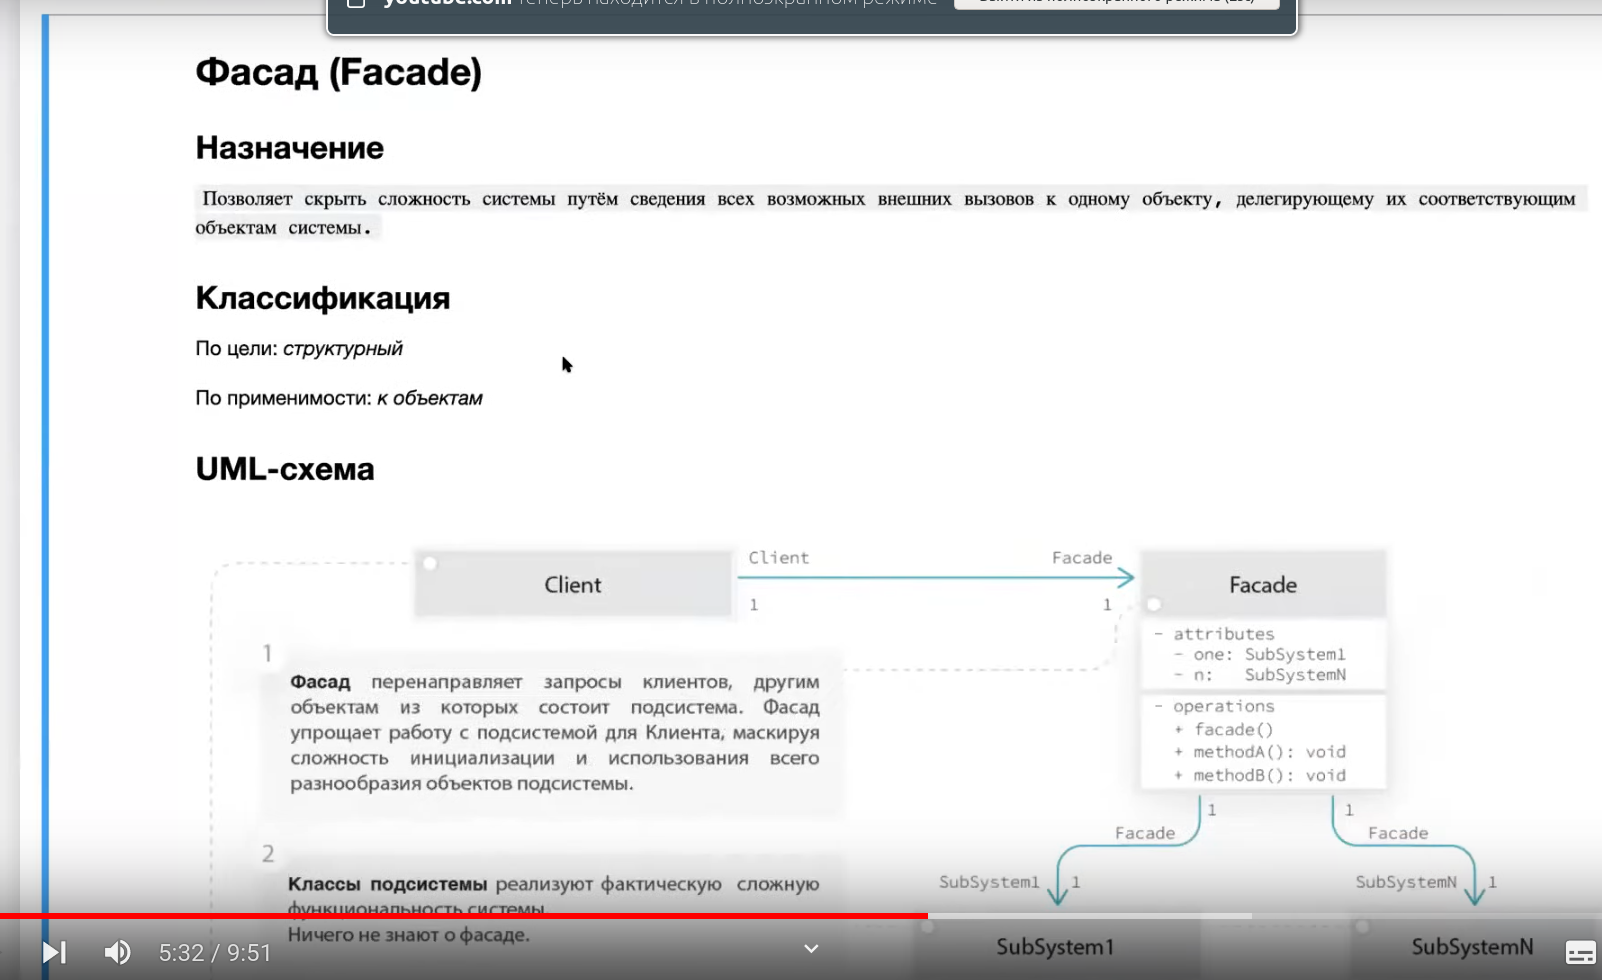 youtube.com теперь находится в полноэкранном режиме
Фасад (Facade)
Назначение
Позволяет скрыть сложность системы путём сведения всех возможных внешних вызовов к одному объекту, делегирующему их соответствующим
объектам системы.
Классификация
По цели: структурный
По применимости: к объектам
UML-схема
Client Facade
Client
Facade
1 1
- attributes
- one: SubSystem1
- n: SubSystemN
- operations
+ facade()
+ methodA(): void
+ methodB(): void
1
Фасад перенаправляет запросы клиентов, другим
объектам из которых состоит подсистема. Фасад
упрощает работу с подсистемой для Клиента, маскируя
сложность инициализации и использования всего
разнообразия объектов подсистемы.
1 1
Facade Facade
2
Классы подсистемы реализуют фактическую сложную
функциональность системы.
Ничего не знают о фасаде.
SubSystem1 1 SubSystemN 1
SubSystem1 SubSystemN
5:32 / 9:51